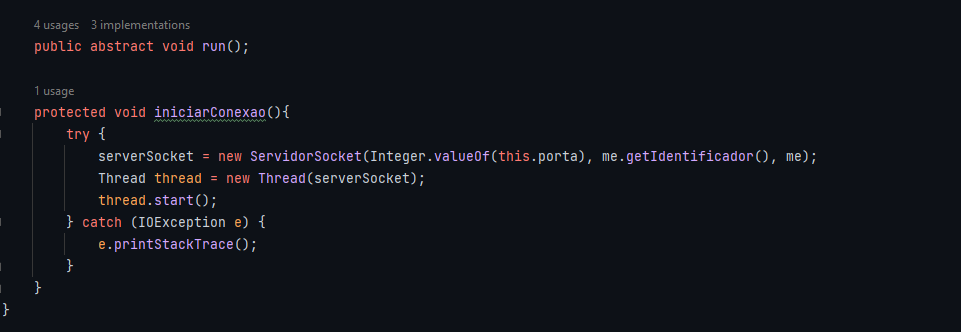 4 usages   3 implementations
public abstract void run();
1 usage
protected void iniciarConexao(){
try {
serverSocket = new ServidorSocket(Integer.valueOf(this.porta), me.getIdentificador(), me);
Thread thread = new Thread(serverSocket);
thread.start();
} catch (IOException e) {
e.printStackTrace();
}
}
}